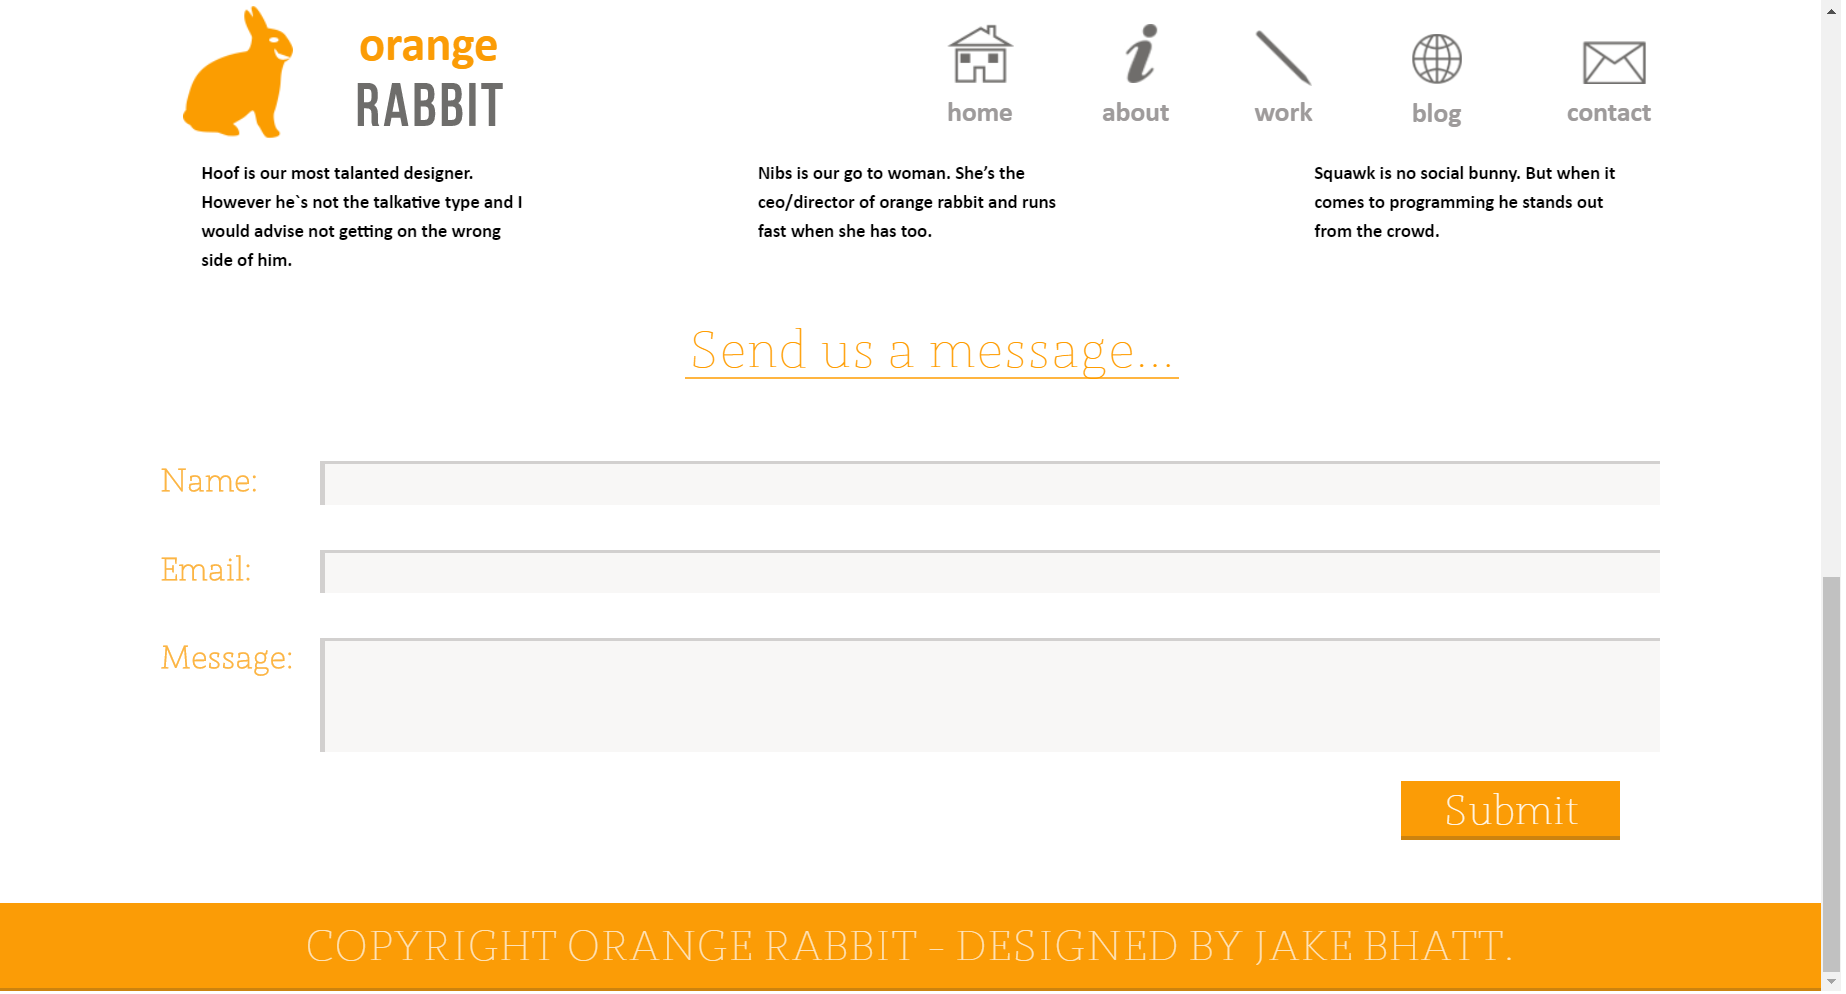 orange
RABBIT
home about work blog contact
Hoof is our most talanted designer.
However he`s not the talkative type and I
would advise not getting on the wrong
side of him.
Nibs is our go to woman. She’s the
ceo/director of orange rabbit and runs
fast when she has too.
Squawk is no social bunny. But when it
comes to programming he stands out
from the crowd.
Send us a message...
Name:
Email:
Message:
Submit
COPYRIGHT ORANGE RABBIT - DESIGNED BY JAKE BHATT.